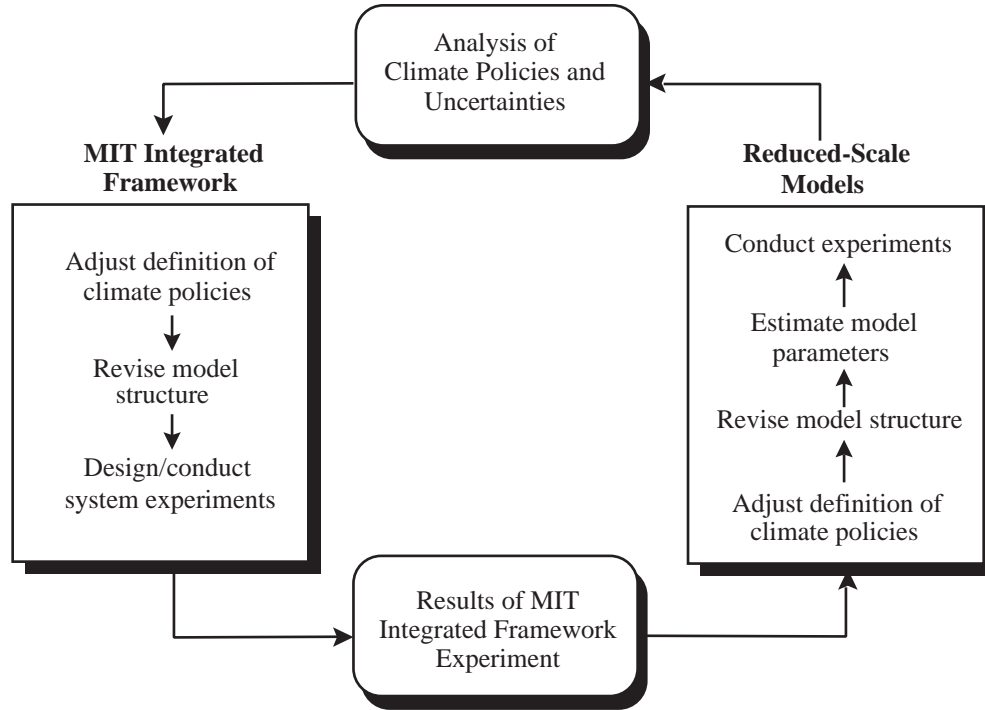 Analysis of
Climate Policies and
Uncertainties
MIT Integrated
Framework
Adjust definition of
climate policies
Revise model
structure
Design/conduct
system experiments
Results of MIT
Integrated Framework
Experiment
Reduced-Scale
Models
Conduct experiments
Estimate model
parameters
Revise model structure
Adjust definition of
climate policies